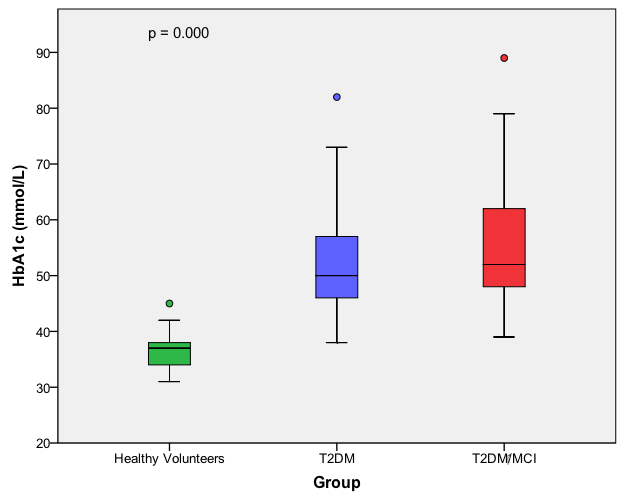 p = 0.000
HbA1c (mmol/L)
90
80
70
60
50
40
30
20
Healthy Volunteers
T2DM
T2DM/MCI
Group